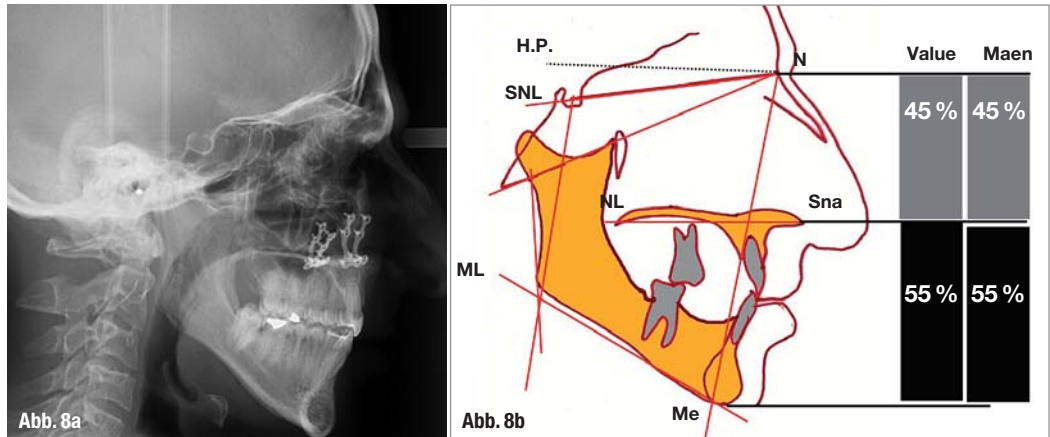 Abb. 8a
H.P.
N
Value
Maen
SNL
45 %
45 %
NL
Sna
ML
55 %
55 %
Me
Abb. 8b